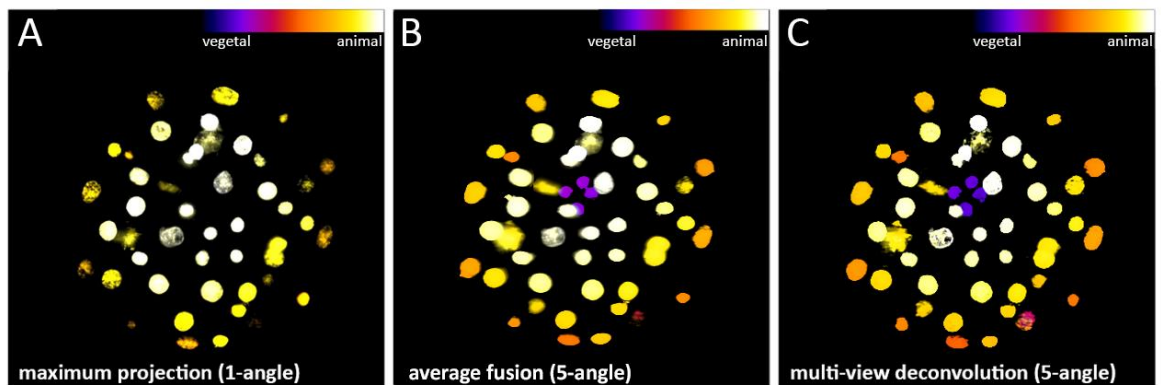 A
vegetal animal
maximum projection (1-angle)
B
vegetal animal
average fusion (5-angle)
C
vegetal animal
multi-view deconvolution (5-angle)